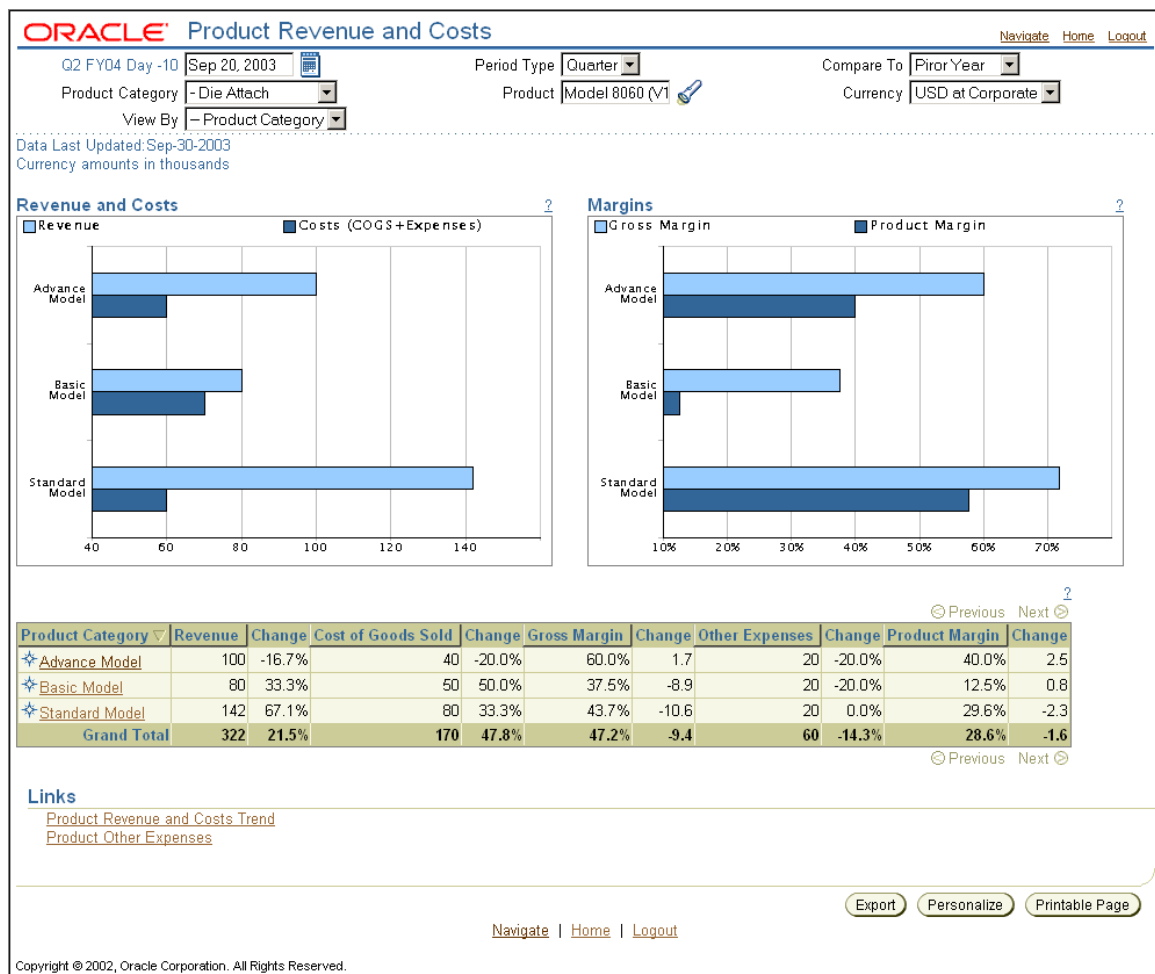 ORACLE Product Revenue and Costs
Navigate Home Logout
Q2 FY04 Day -10 Sep 20, 2003 Period Type Quarter Compare To Piror Year
Product Category - Die Attach Product Model 8060 (V1 Currency USD at Corporate
View By -- Product Category
Data Last Updated:Sep-30-2003
Currency amounts in thousands
Revenue and Costs ?
Revenue Costs (COGS+Expenses)
Advance
Model
Basic
Model
Standard
Model
40 60 80 100 120 140
Margins ?
Gross Margin Product Margin
Advance
Model
Basic
Model
Standard
Model
10% 20% 30% 40% 50% 60% 70%
?
Previous Next
Product Category Revenue Change Cost of Goods Sold Change Gross Margin Change Other Expenses Change Product Margin Change
Advance Model 100 -16.7% 40 -20.0% 60.0% 1.7 20 -20.0% 40.0% 2.5
Basic Model 80 33.3% 50 50.0% 37.5% -8.9 20 -20.0% 12.5% 0.8
Standard Model 142 67.1% 80 33.3% 43.7% -10.6 20 0.0% 29.6% -2.3
Grand Total 322 21.5% 170 47.8% 47.2% -9.4 60 -14.3% 28.6% -1.6
Previous Next
Links
Product Revenue and Costs Trend
Product Other Expenses
Export Personalize Printable Page
Navigate | Home | Logout
Copyright © 2002, Oracle Corporation. All Rights Reserved.